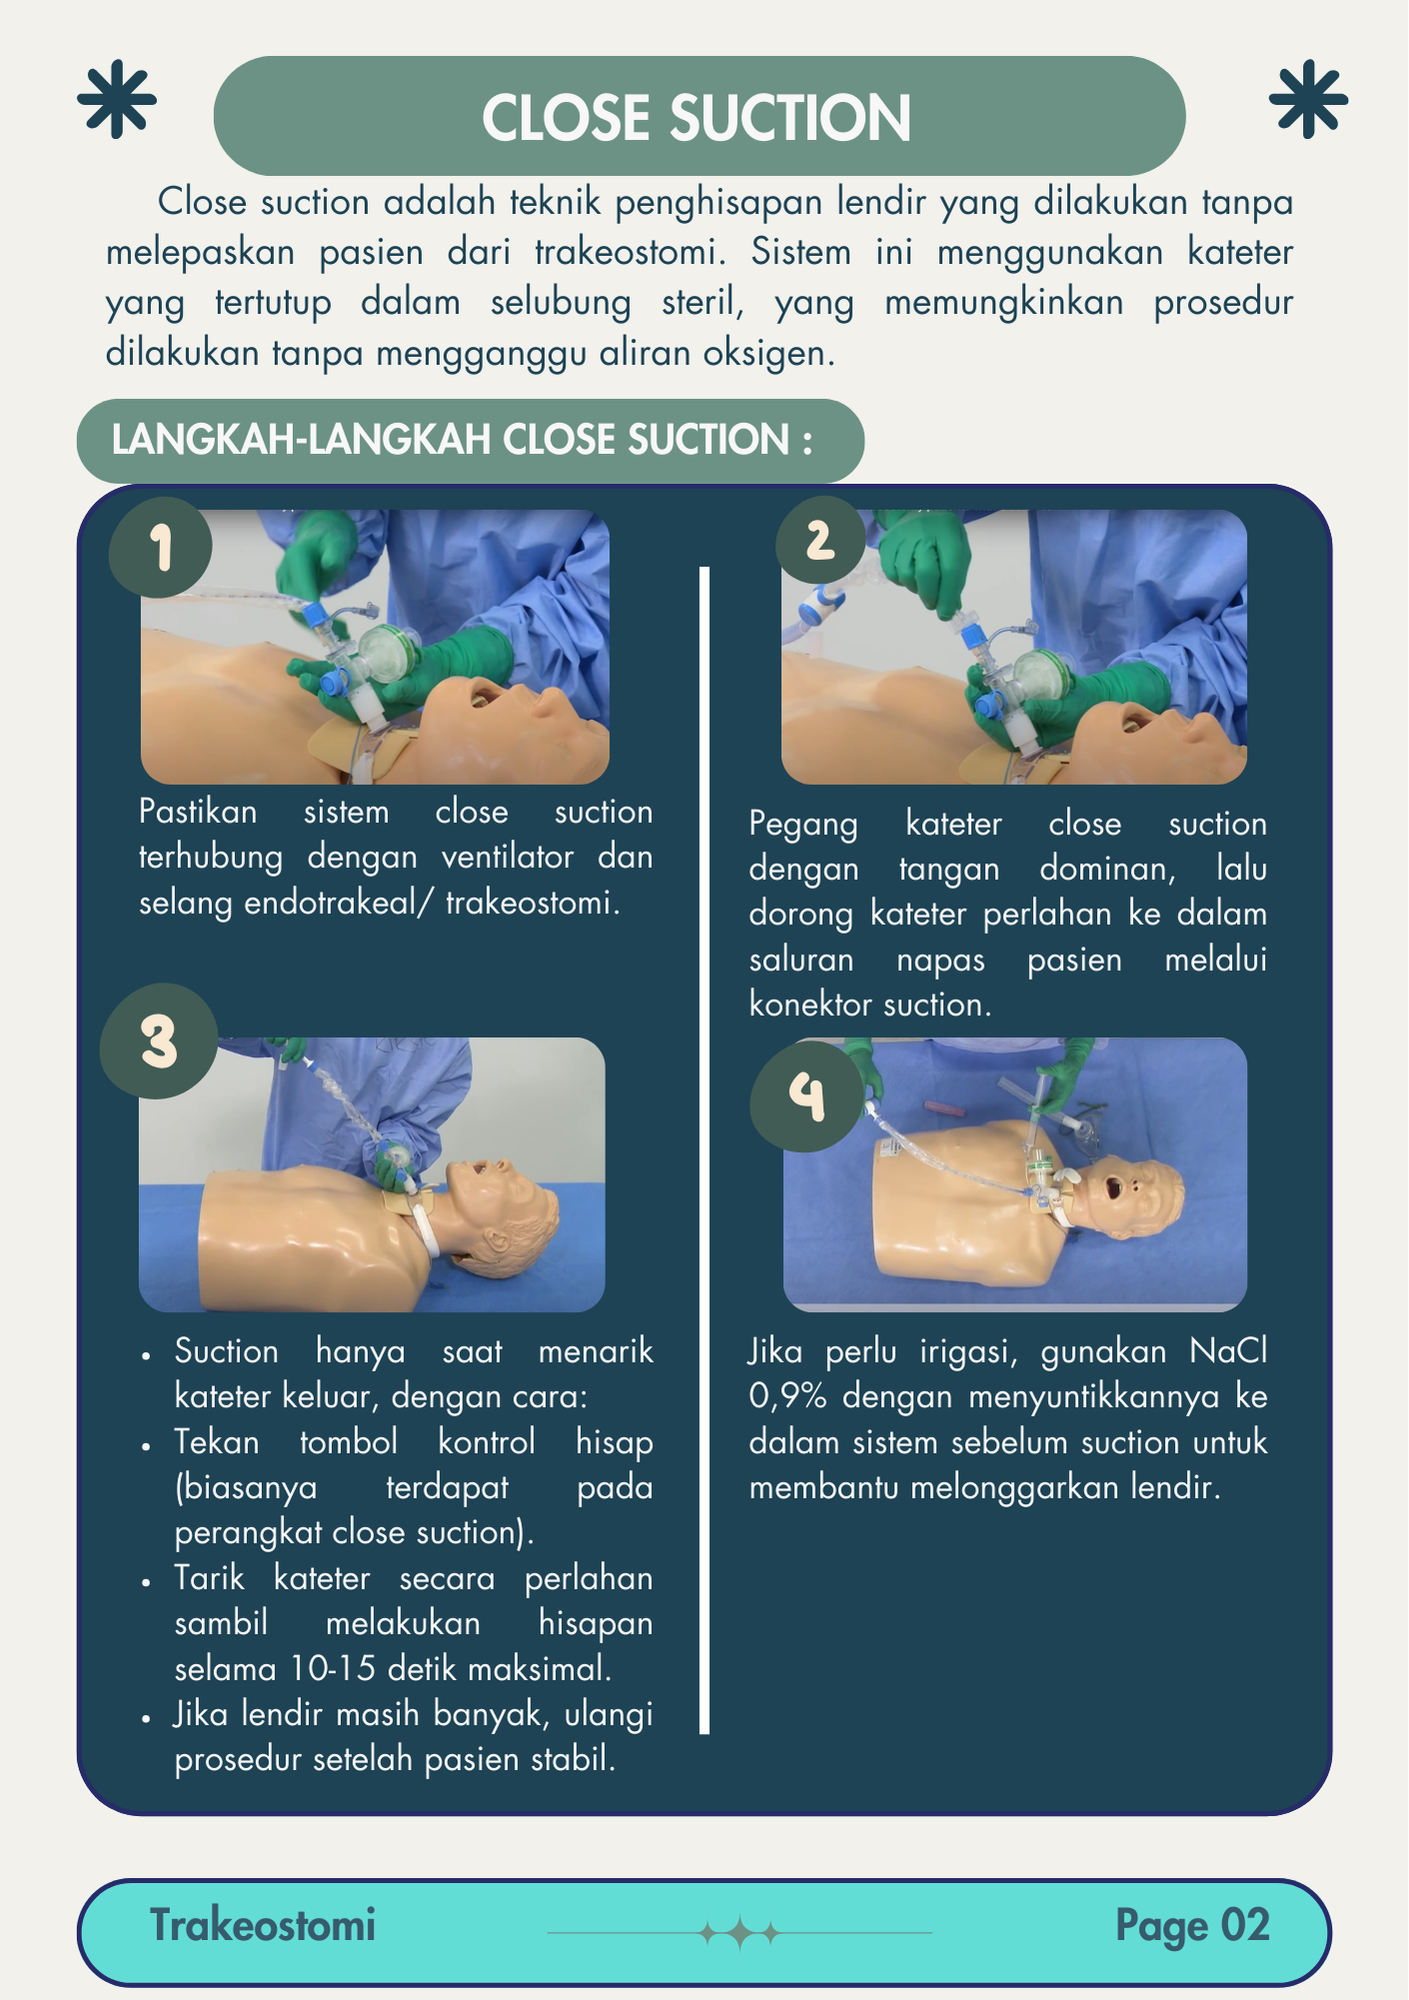 CLOSE SUCTION
Close suction adalah teknik penghisapan lendir yang dilakukan tanpa
melepaskan pasien dari trakeostomi. Sistem ini menggunakan kateter
yang tertutup dalam selubung steril, yang memungkinkan prosedur
dilakukan tanpa mengganggu aliran oksigen.
LANGKAH-LANGKAH CLOSE SUCTION :
1
Pastikan sistem close suction
terhubung dengan ventilator dan
selang endotrakeal/ trakeostomi.
2
Pegang kateter close suction
dengan tangan dominan, lalu
dorong kateter perlahan ke dalam
saluran napas pasien melalui
konektor suction.
3
• Suction hanya saat menarik
kateter keluar, dengan cara:
• Tekan tombol kontrol hisap
(biasanya terdapat pada
perangkat close suction).
• Tarik kateter secara perlahan
sambil melakukan hisapan
selama 10-15 detik maksimal.
• Jika lendir masih banyak, ulangi
prosedur setelah pasien stabil.
4
Jika perlu irigasi, gunakan NaCl
0,9% dengan menyuntikkannya ke
dalam sistem sebelum suction untuk
membantu melonggarkan lendir.
Trakeostomi
Page 02